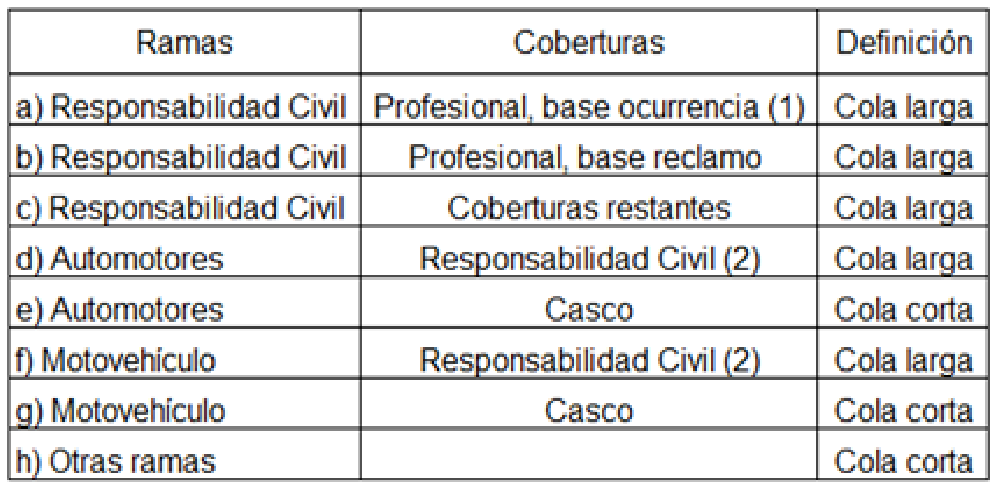 Ramas Coberturas Definición
a) Responsabilidad Civil Profesional, base ocurrencia (1) Cola larga
b) Responsabilidad Civil Profesional, base reclamo Cola larga
c) Responsabilidad Civil Coberturas restantes Cola larga
d) Automotores Responsabilidad Civil (2) Cola larga
e) Automotores Casco Cola corta
f) Motovehículo Responsabilidad Civil (2) Cola larga
g) Motovehículo Casco Cola corta
h) Otras ramas Cola corta